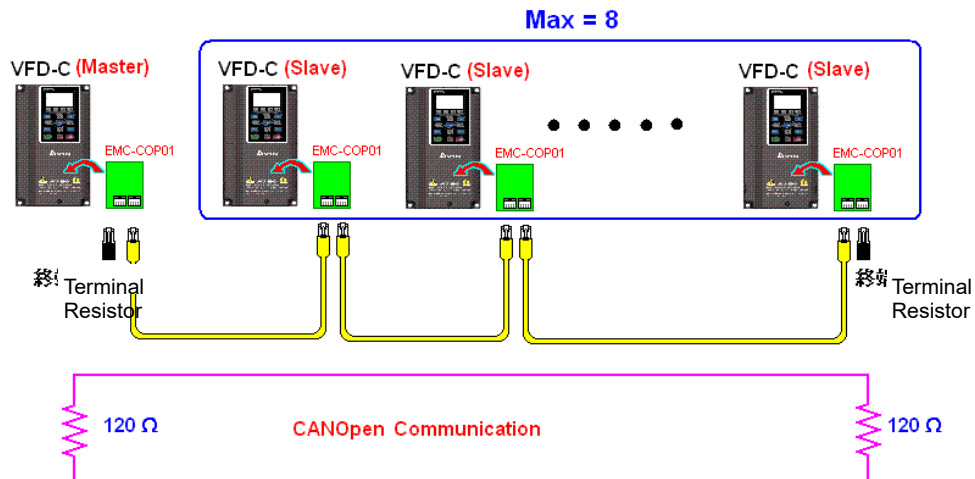 Max = 8
VFD-C (Master)
VFD-C (Slave)
VFD-C (Slave)
VFD-C (Slave)
EMC-COP01
EMC-COP01
EMC-COP01
EMC-COP01
Terminal
Resistor
Terminal
Resistor
120 Ω
CANOpen Communication
120 Ω